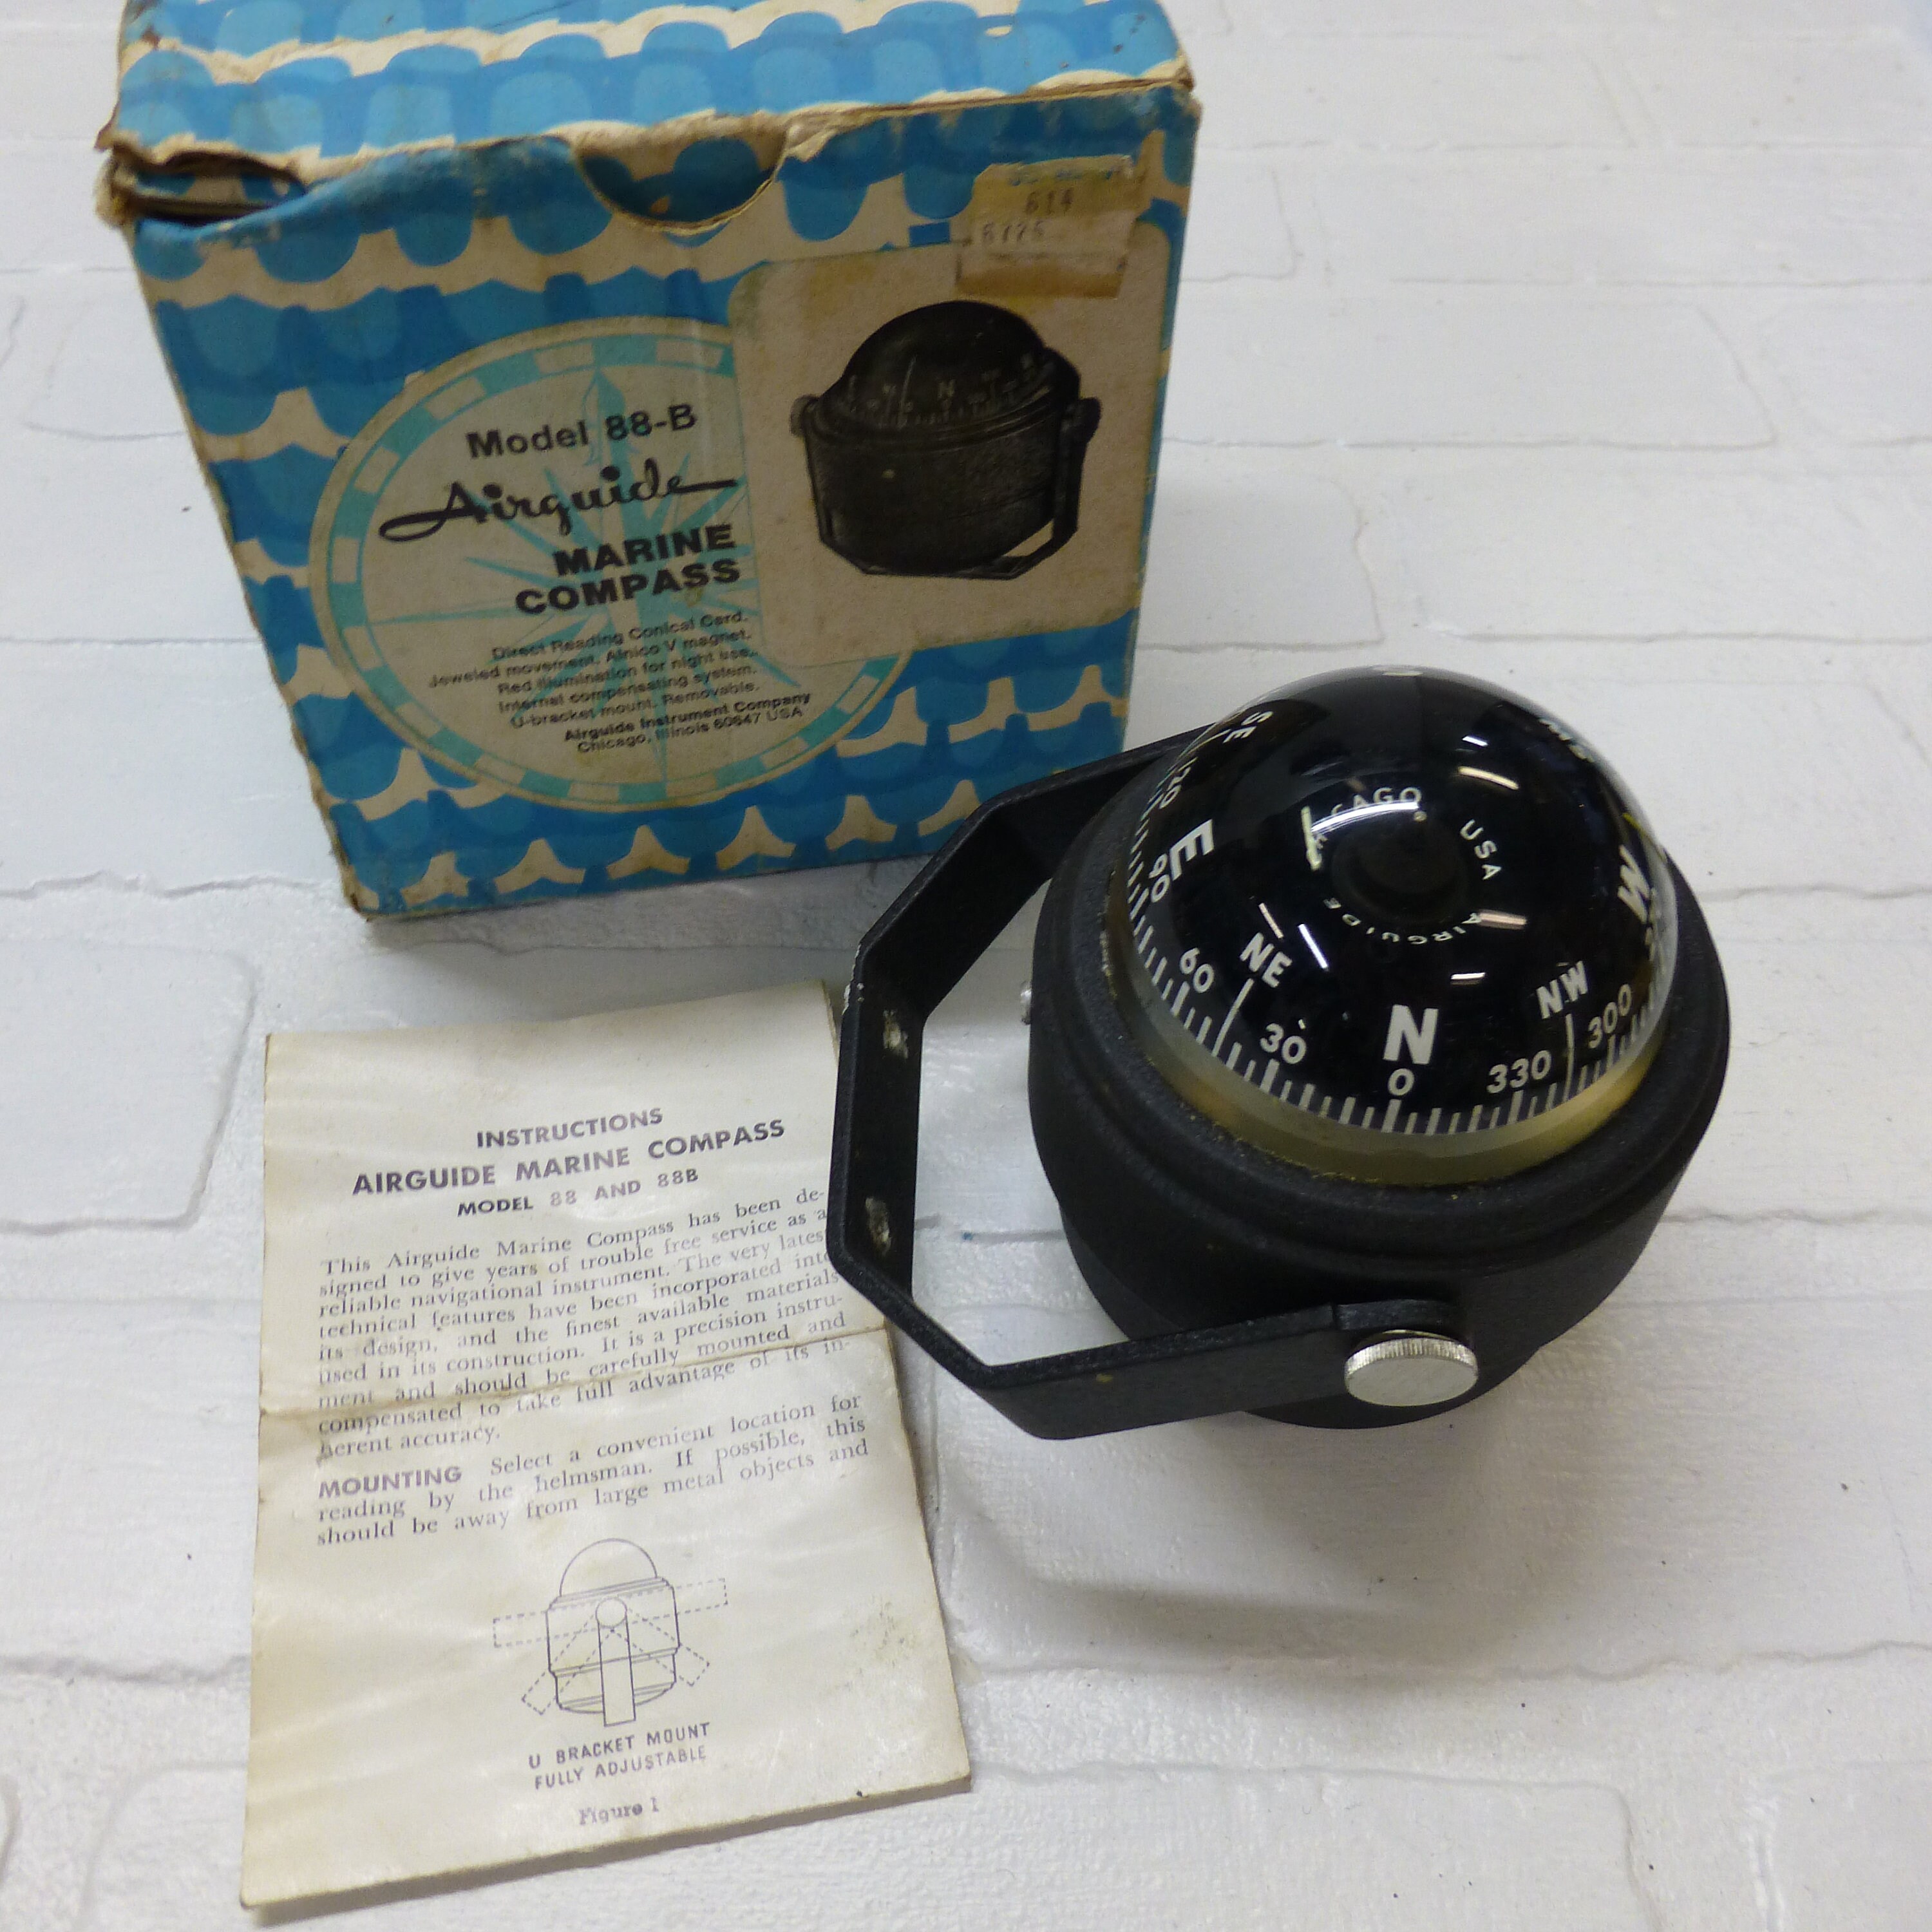 614
6725
Model 88-B
Airguide
MARINE
COMPASS
Direct Reading Conical Card.
Jeweled movement. Alnico V magnet.
Red illumination for night use.
Internal compensating system.
U-bracket mount. Removable.
Airguide Instrument Company
Chicago, Illinois 60647 USA
N
SE
120
E
90
60
NE
30
N
0
330
NW
300
W
USA
AIRGUIDE
INSTRUCTIONS
AIRGUIDE MARINE COMPASS
MODEL 88 AND 88B
This Airguide Marine Compass has been de-
signed to give years of trouble free service as a
reliable navigational instrument. The very latest
technical features have been incorporated into
its design, and the finest available materials
used in its construction. It is a precision instru-
ment and should be carefully mounted and
compensated to take full advantage of its in-
herent accuracy.
MOUNTING Select a convenient location for
reading by the helmsman. If possible, this
should be away from large metal objects and
U BRACKET MOUNT
FULLY ADJUSTABLE
Figure 1